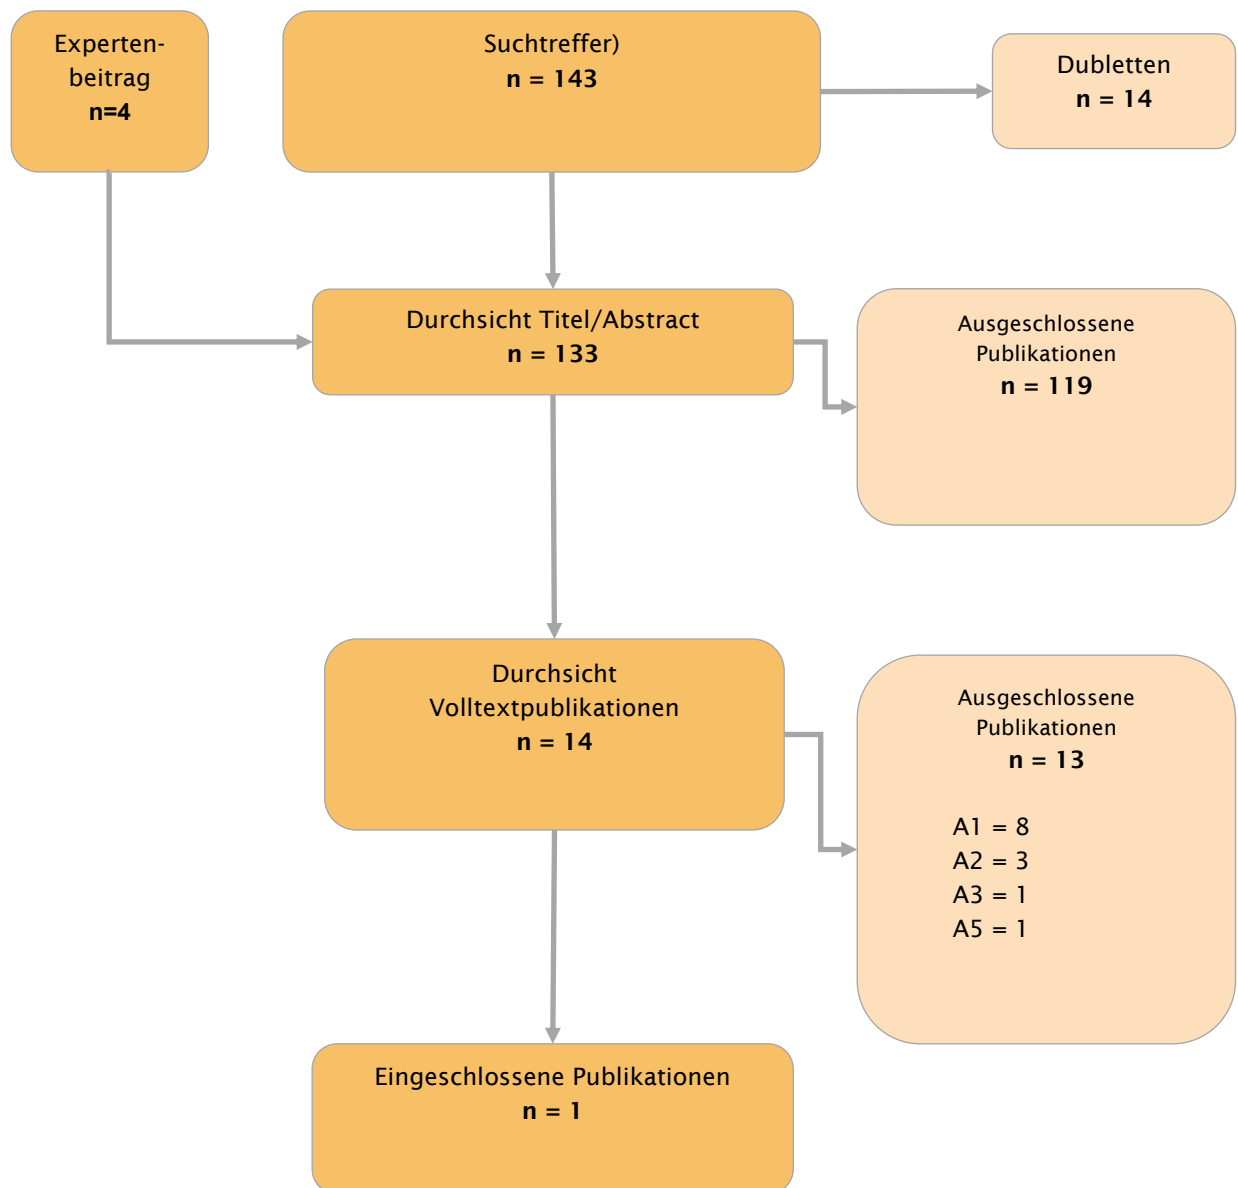 Experten-
beitrag
n=4
Suchtreffer)
n = 143
Dubletten
n = 14
Durchsicht Titel/Abstract
n = 133
Ausgeschlossene
Publikationen
n = 119
Durchsicht
Volltextpublikationen
n = 14
Ausgeschlossene
Publikationen
n = 13
A1 = 8
A2 = 3
A3 = 1
A5 = 1
Eingeschlossene Publikationen
n = 1